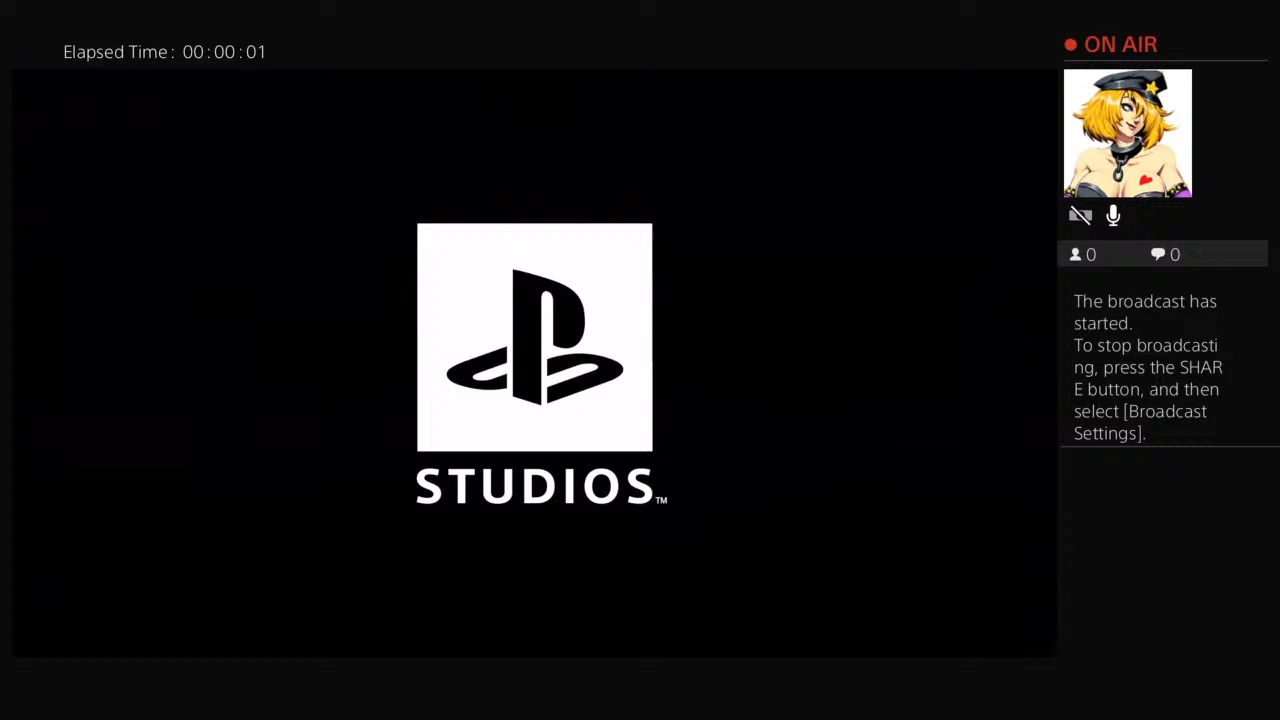 Elapsed Time: 00:00:01
ON AIR
0
0
The broadcast has
started.
To stop broadcasti
ng, press the SHAR
E button, and then
select [Broadcast
Settings].
STUDIOS™